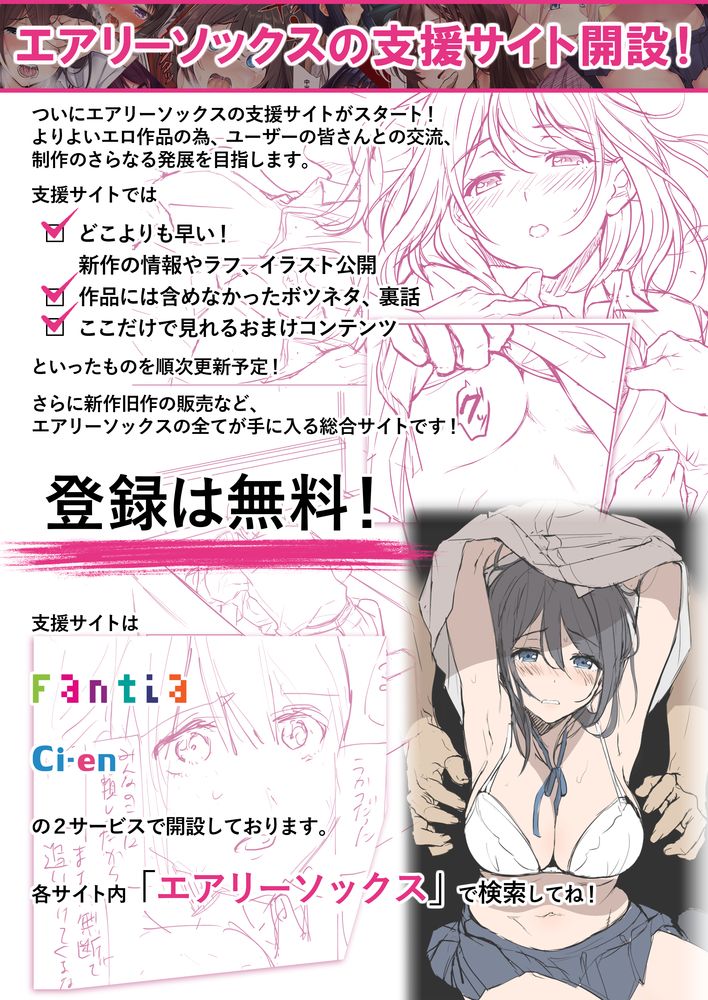 エアリーソックスの支援サイト開設！
ついにエアリーソックスの支援サイトがスタート！
よりよいエロ作品の為、ユーザーの皆さんとの交流、
制作のさらなる発展を目指します。
支援サイトでは
どこよりも早い！
新作の情報やラフ、イラスト公開
作品には含めなかったボツネタ、裏話
ここだけで見れるおまけコンテンツ
といったものを順次更新予定！
さらに新作旧作の販売など、
エアリーソックスの全てが手に入る総合サイトです！
グッ
登録は無料！
支援サイトは
Fantia
Ci-en
の２サービスで開設しております。
各サイト内「エアリーソックス」で検索してね！